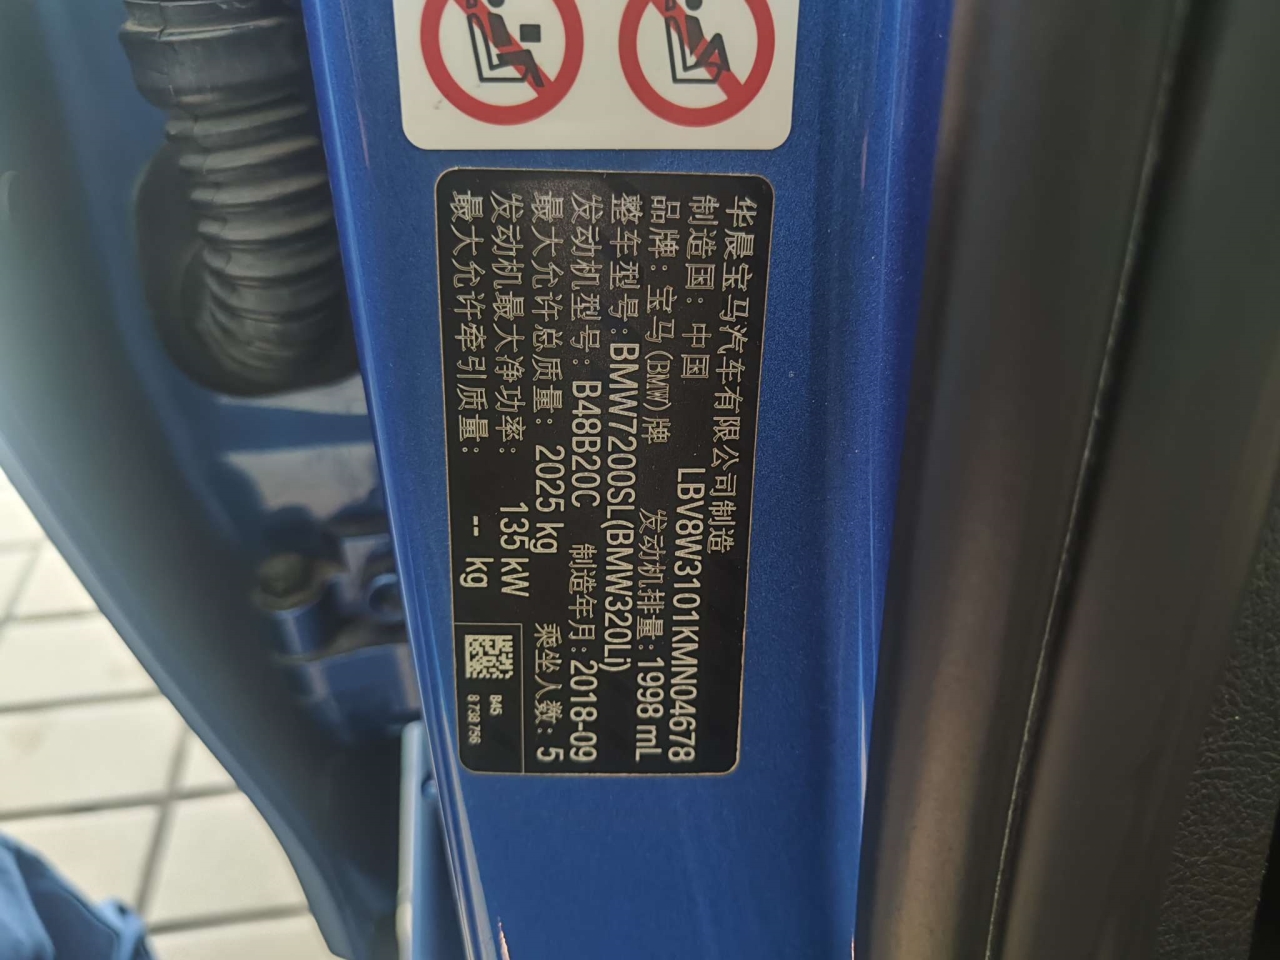 华晨宝马汽车有限公司制造
制造国：中国 LBV8W3101KMN04678
品牌：宝马(BMW)牌 发动机排量：1998 mL
整车型号：BMW7200SL(BMW320Li)
发动机型号：B48B20C 制造年月：2018-09
最大允许总质量：2025 kg 乘坐人数：5
发动机最大净功率：135 kW
最大允许牵引质量：-- kg
B45
8 738 756